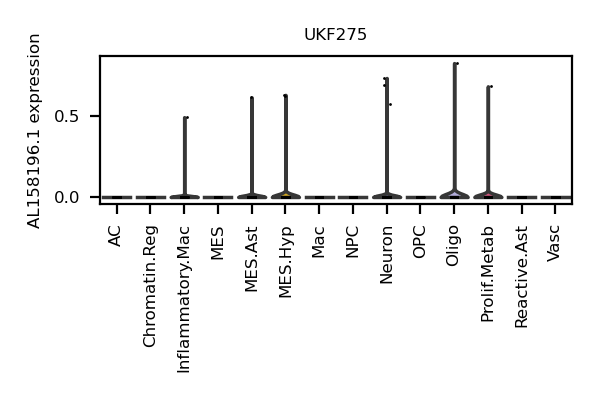 UKF275
AL158196.1 expression
0.5
0.0
AC
Chromatin.Reg
Inflammatory.Mac
MES
MES.Ast
MES.Hyp
Mac
NPC
Neuron
OPC
Oligo
Prolif.Metab
Reactive.Ast
Vasc